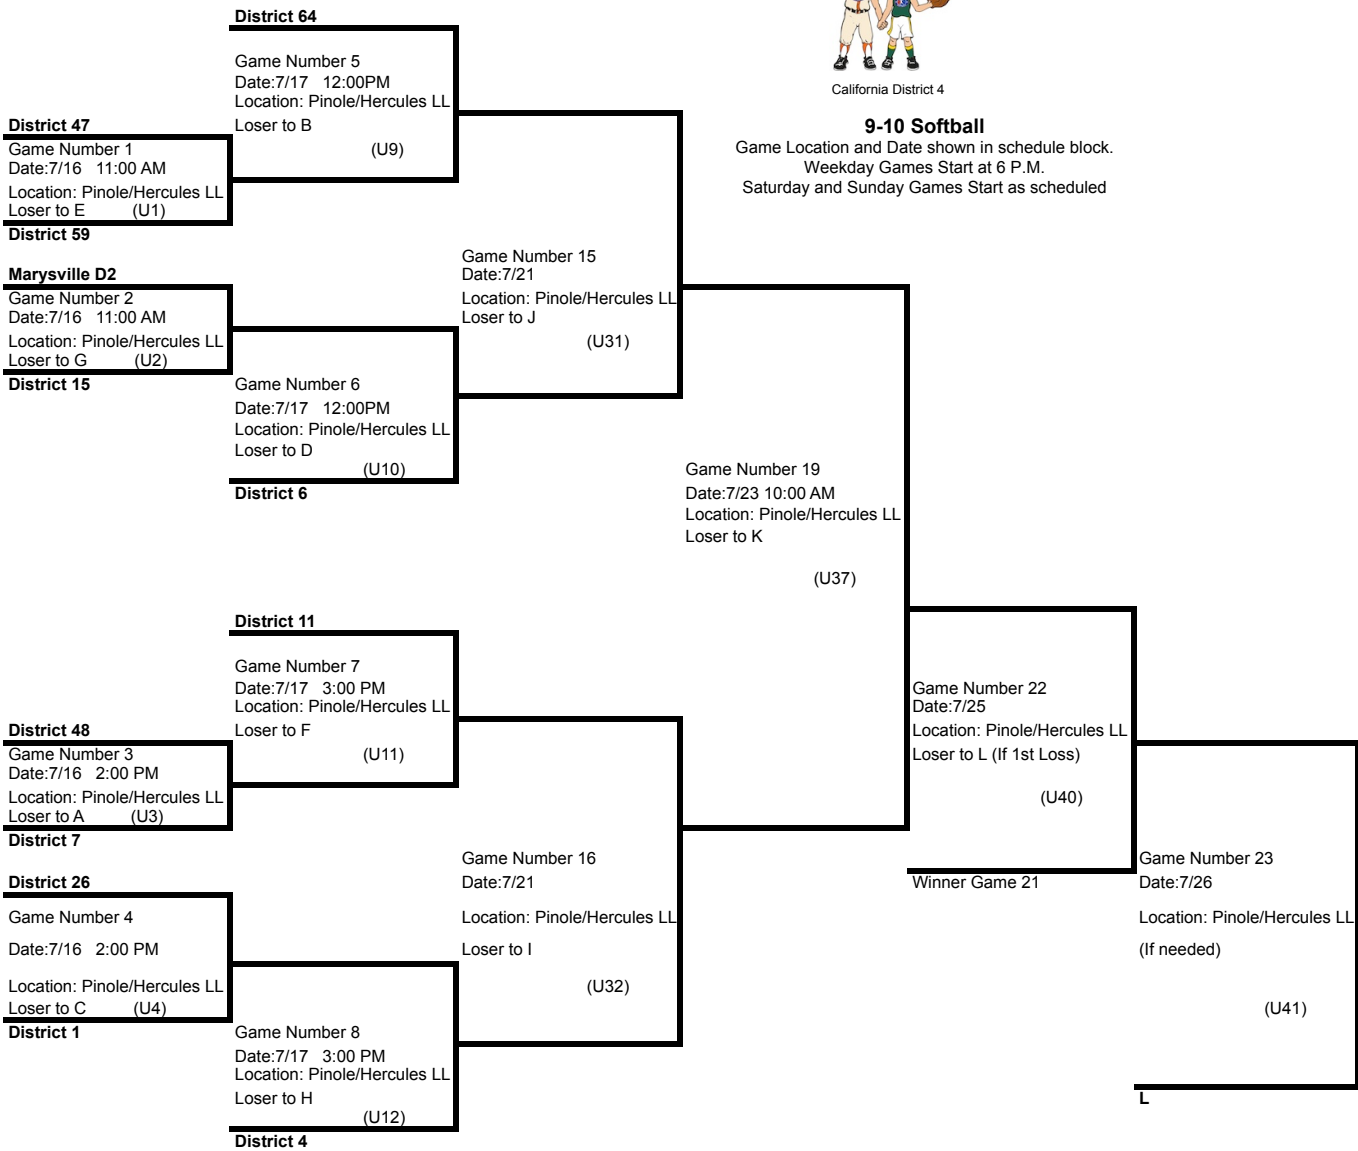 California District 4
9-10 Softball
Game Location and Date shown in schedule block.
Weekday Games Start at 6 P.M.
Saturday and Sunday Games Start as scheduled
District 47
Game Number 1
Date:7/16 11:00 AM
Location: Pinole/Hercules LL
Loser to E (U1)
District 59
Marysville D2
Game Number 2
Date:7/16 11:00 AM
Location: Pinole/Hercules LL
Loser to G (U2)
District 15
District 48
Game Number 3
Date:7/16 2:00 PM
Location: Pinole/Hercules LL
Loser to A (U3)
District 7
District 26
Game Number 4
Date:7/16 2:00 PM
Location: Pinole/Hercules LL
Loser to C (U4)
District 1
District 64
Game Number 5
Date:7/17 12:00PM
Location: Pinole/Hercules LL
Loser to B
(U9)
Game Number 6
Date:7/17 12:00PM
Location: Pinole/Hercules LL
Loser to D
(U10)
District 6
District 11
Game Number 7
Date:7/17 3:00 PM
Location: Pinole/Hercules LL
Loser to F
(U11)
Game Number 8
Date:7/17 3:00 PM
Location: Pinole/Hercules LL
Loser to H
(U12)
District 4
Game Number 15
Date:7/21
Location: Pinole/Hercules LL
Loser to J
(U31)
Game Number 16
Date:7/21
Location: Pinole/Hercules LL
Loser to I
(U32)
Game Number 19
Date:7/23 10:00 AM
Location: Pinole/Hercules LL
Loser to K
(U37)
Game Number 22
Date:7/25
Location: Pinole/Hercules LL
Loser to L (If 1st Loss)
(U40)
Winner Game 21
Game Number 23
Date:7/26
Location: Pinole/Hercules LL
(If needed)
(U41)
L